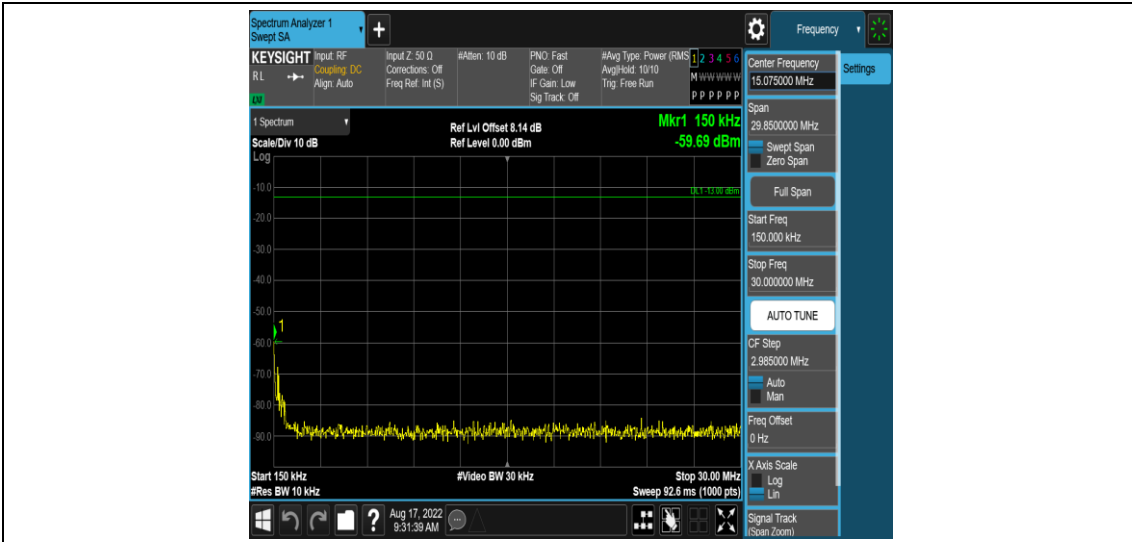 Spectrum Analyzer 1
Swept SA
+
Frequency
KEYSIGHT
RL
LXI
Input: RF
Coupling: DC
Align: Auto
Input Z: 50 Ω
Corrections: Off
Freq Ref: Int (S)
#Atten: 10 dB
PNO: Fast
Gate: Off
IF Gain: Low
Sig Track: Off
#Avg Type: Power (RMS
Avg|Hold: 10/10
Trig: Free Run
1 2 3 4 5 6
M W W W W W
P P P P P P
1 Spectrum
Scale/Div 10 dB
Log
Ref Lvl Offset 8.14 dB
Ref Level 0.00 dBm
Mkr1 150 kHz
-59.69 dBm
DL1 -13.00 dBm
-10.0
-20.0
-30.0
-40.0
-50.0
1
-60.0
-70.0
-80.0
-90.0
Start 150 kHz
#Res BW 10 kHz
#Video BW 30 kHz
Stop 30.00 MHz
Sweep 92.6 ms (1000 pts)
Center Frequency
15.075000 MHz
Span
29.8500000 MHz
Swept Span
Zero Span
Full Span
Start Freq
150.000 kHz
Stop Freq
30.000000 MHz
AUTO TUNE
CF Step
2.985000 MHz
Auto
Man
Freq Offset
0 Hz
X Axis Scale
Log
Lin
Signal Track
(Span Zoom)
Settings
?
Aug 17, 2022
9:31:39 AM